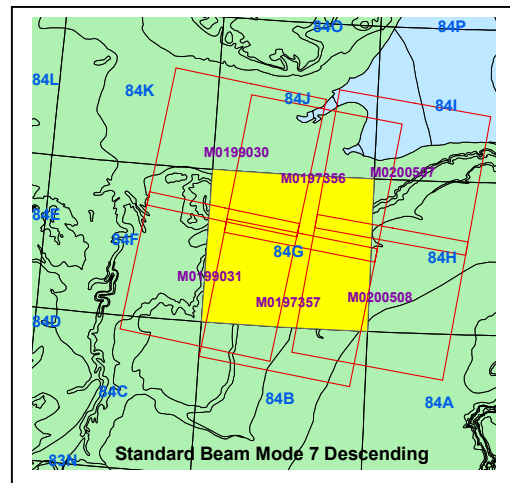 84O
84P
84L
84K
84J
84I
M0199030
M0197356
M0200507
84E
84F
84G
84H
M0199031
M0197357
M0200508
84D
84C
84B
84A
Standard Beam Mode 7 Descending
83N